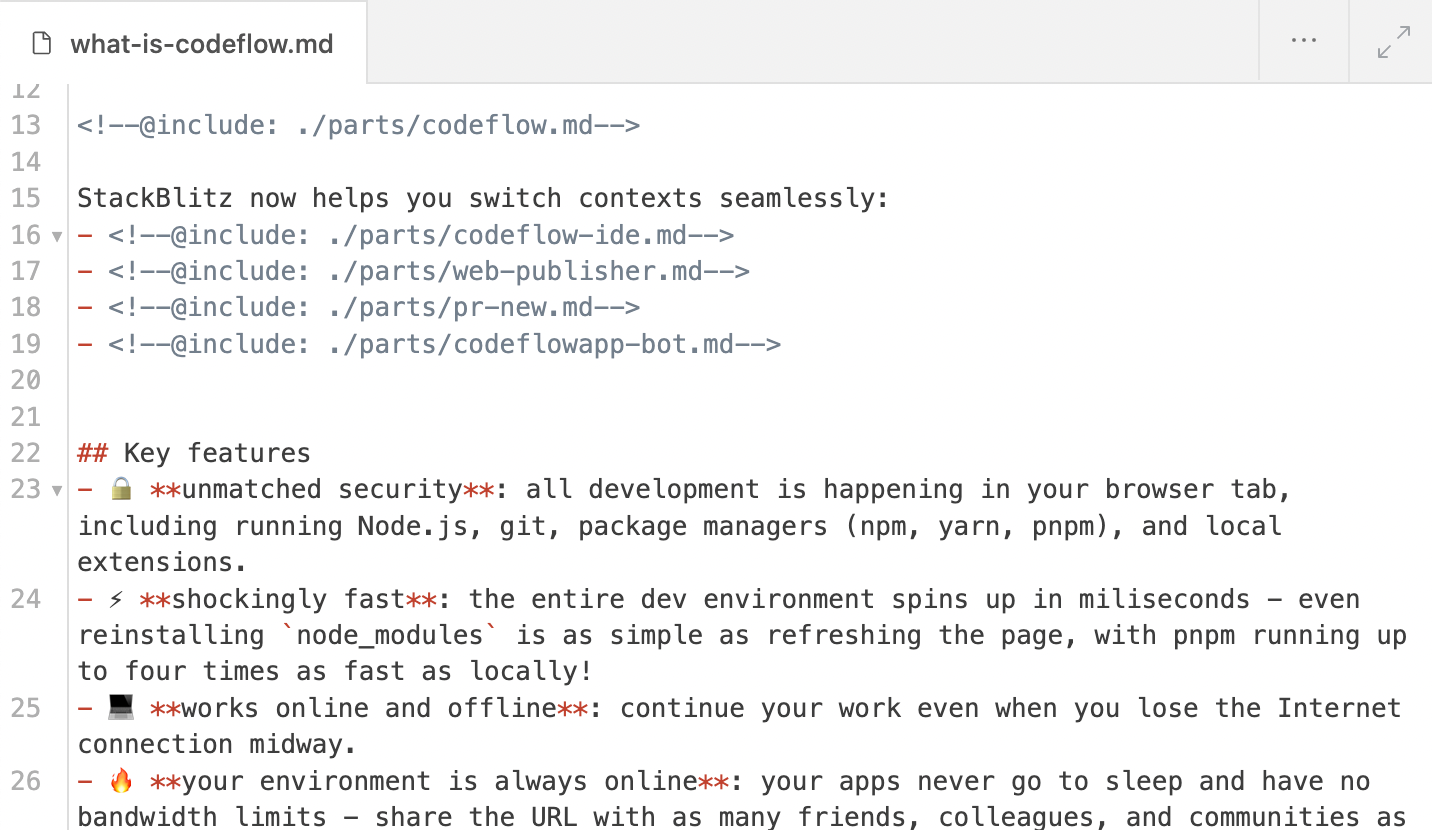 what-is-codeflow.md
...
12
13 <!--@include: ./parts/codeflow.md-->
14
15 StackBlitz now helps you switch contexts seamlessly:
16 - <!--@include: ./parts/codeflow-ide.md-->
17 - <!--@include: ./parts/web-publisher.md-->
18 - <!--@include: ./parts/pr-new.md-->
19 - <!--@include: ./parts/codeflowapp-bot.md-->
20
21
22 ## Key features
23 - 🔒 **unmatched security**: all development is happening in your browser tab,
including running Node.js, git, package managers (npm, yarn, pnpm), and local
extensions.
24 - ⚡ **shockingly fast**: the entire dev environment spins up in miliseconds – even
reinstalling `node_modules` is as simple as refreshing the page, with pnpm running up
to four times as fast as locally!
25 - 💻 **works online and offline**: continue your work even when you lose the Internet
connection midway.
26 - 🔥 **your environment is always online**: your apps never go to sleep and have no
bandwidth limits – share the URL with as many friends, colleagues, and communities as